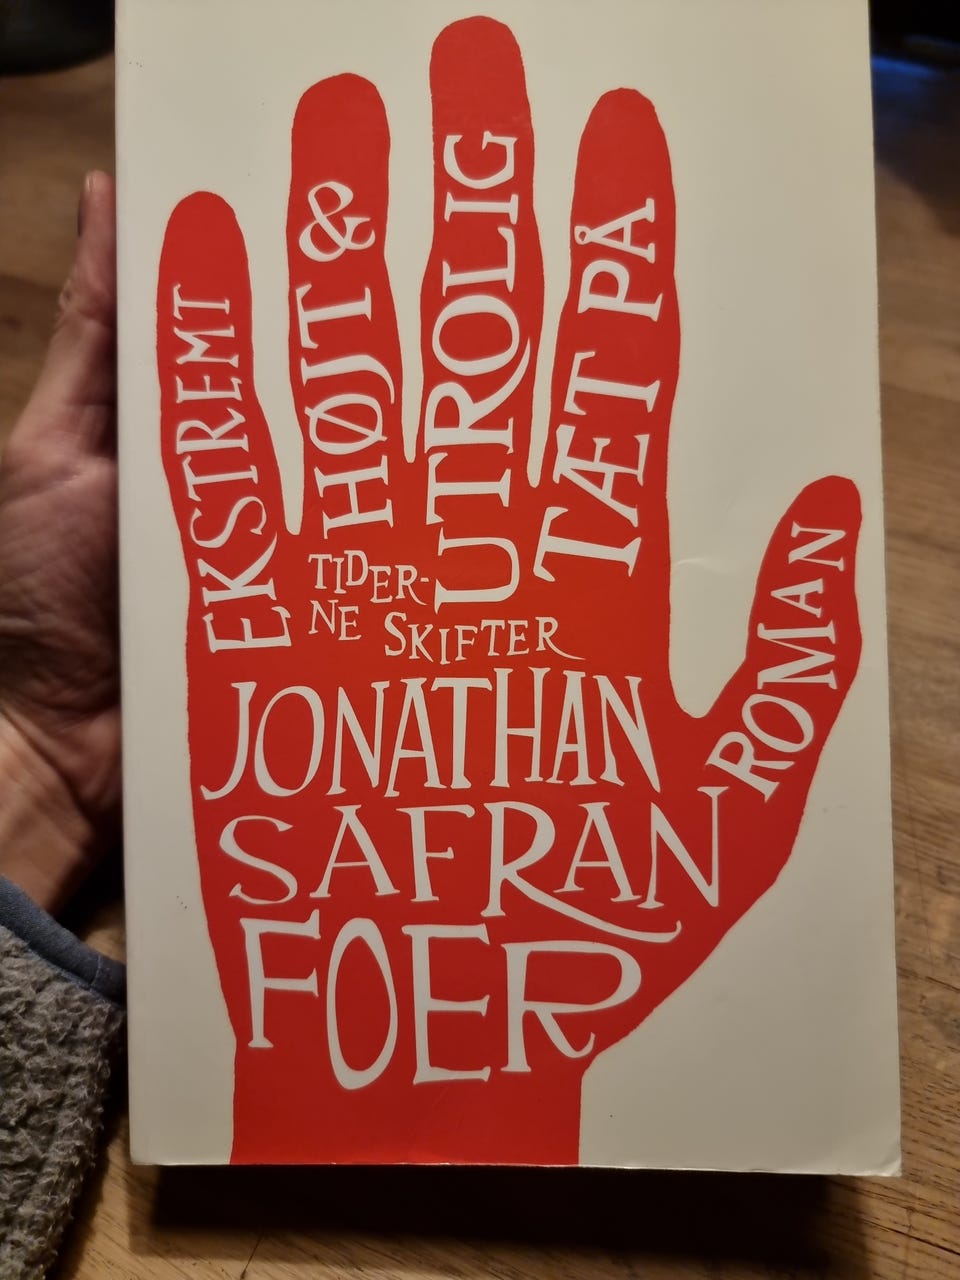 EKSTREMT
HØJT &
UTROLIG
TÆT PÅ
ROMAN
TIDER-
NE SKIFTER
JONATHAN
SAFRAN
FOER